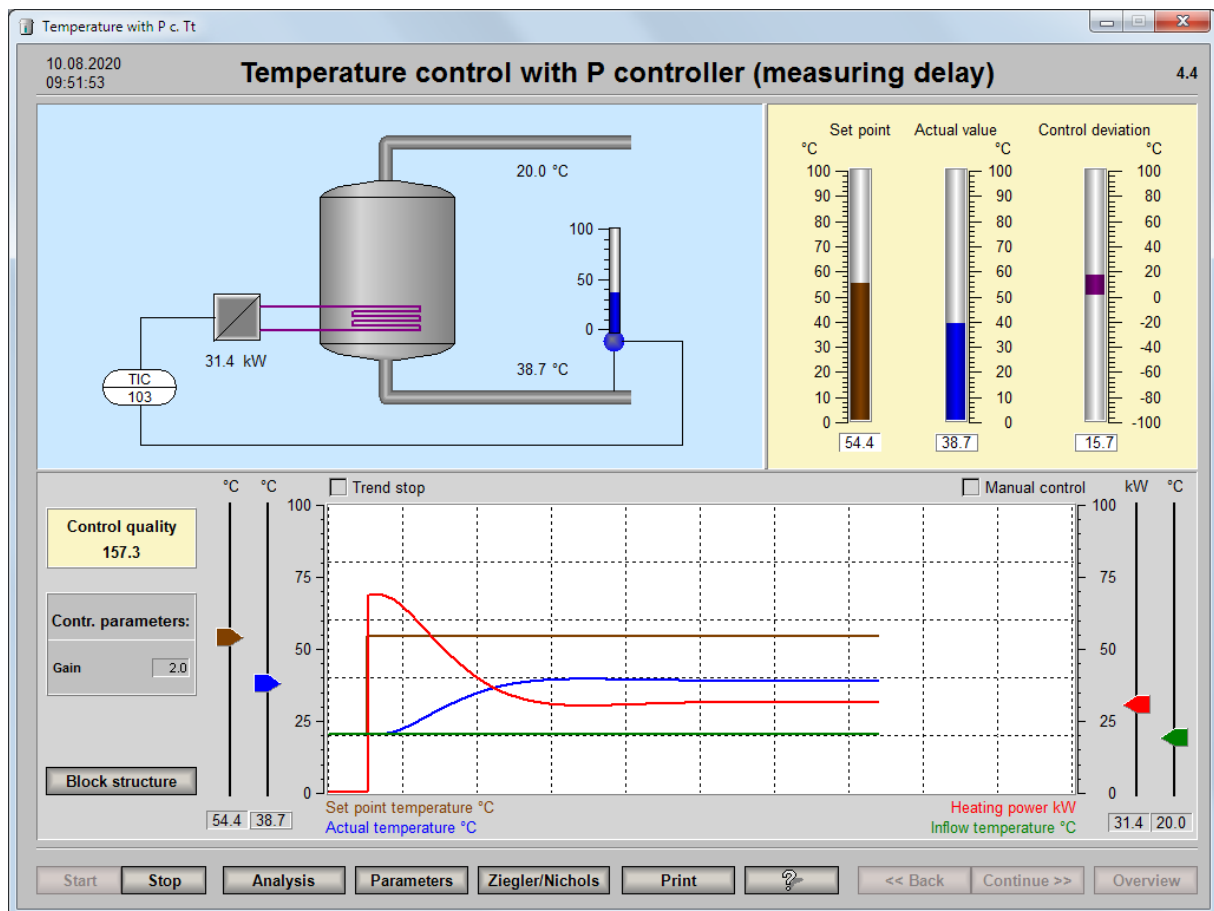 Temperature with P c. Tt
10.08.2020
09:51:53
Temperature control with P controller (measuring delay)
4.4
20.0 °C
100
50
0
31.4 kW
38.7 °C
TIC
103
Set point Actual value Control deviation
°C °C °C
100 100 100
90 90 80
80 80 60
70 70 40
60 60 20
50 50 0
40 40 -20
30 30 -40
20 20 -60
10 10 -80
0 0 -100
54.4 38.7 15.7
°C °C Trend stop Manual control kW °C
100 100
Control quality
157.3
75 75
Contr. parameters:
50 50
Gain 2.0
25 25
Block structure
0 0
Set point temperature °C Heating power kW
54.4 38.7 Actual temperature °C Inflow temperature °C 31.4 20.0
Start Stop Analysis Parameters Ziegler/Nichols Print ? << Back Continue >> Overview